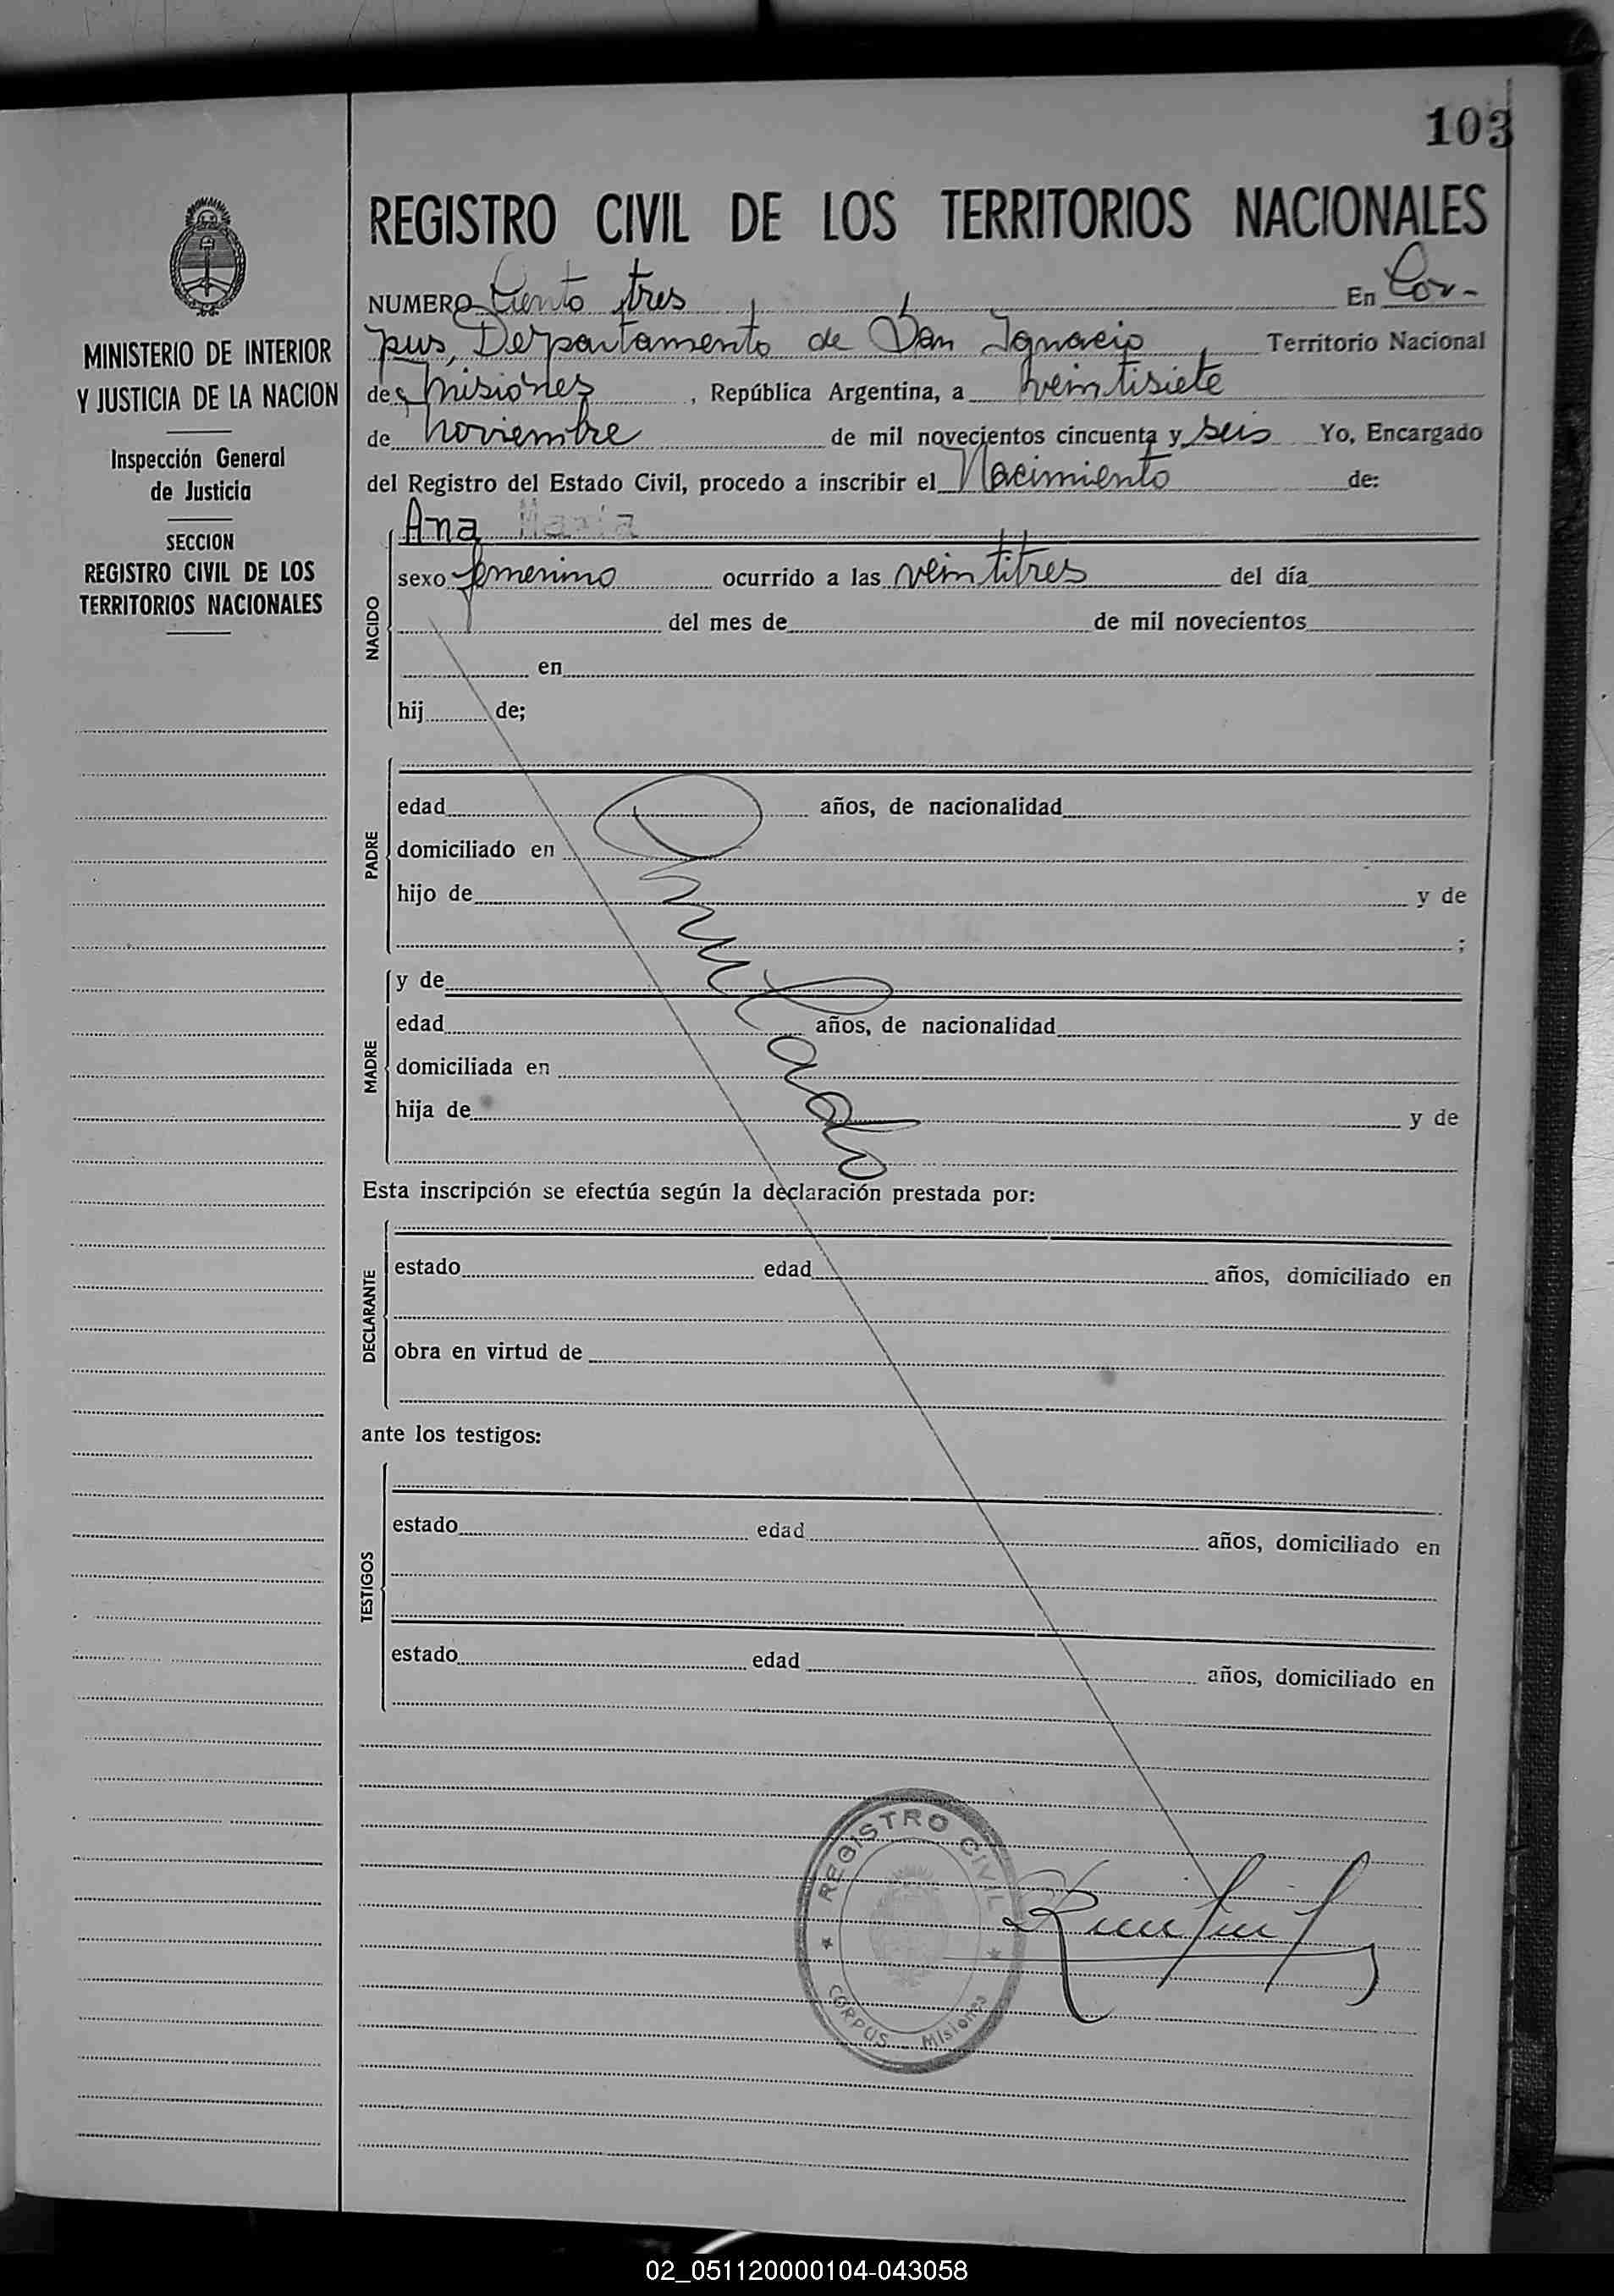 103
REGISTRO CIVIL DE LOS TERRITORIOS NACIONALES
MINISTERIO DE INTERIOR
Y JUSTICIA DE LA NACION
Inspección General
de Justicia
SECCION
REGISTRO CIVIL DE LOS
TERRITORIOS NACIONALES
NUMERO Ciento tres En Cor-
pus, Departamento de San Ignacio, Territorio Nacional
de Misiones, República Argentina, a veintisiete
de noviembre de mil novecientos cincuenta y seis Yo, Encargado
del Registro del Estado Civil, procedo a inscribir el Nacimiento de:
NACIDO
Ana Maria
sexo femenino ocurrido a las veintitres del día
del mes de de mil novecientos
en
hij de;
PADRE
edad años, de nacionalidad
domiciliado en
hijo de y de
;
MADRE
y de
edad años, de nacionalidad
domiciliada en
hija de y de
Anulado
Esta inscripción se efectúa según la declaración prestada por:
DECLARANTE
estado edad años, domiciliado en
obra en virtud de
ante los testigos:
TESTIGOS
estado edad años, domiciliado en
estado edad años, domiciliado en
REGISTRO CIVIL
CORPUS Misiones
02_051120000104-043058